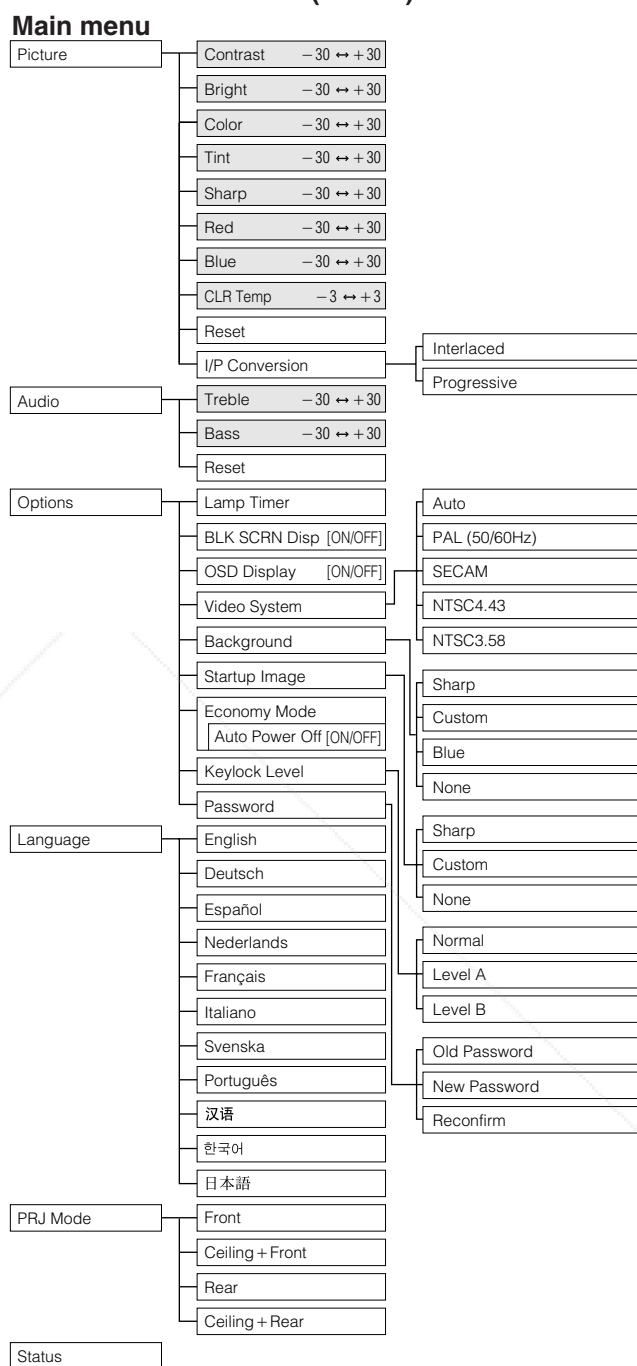 Main menu
Picture
Contrast −30 ↔ +30
Bright −30 ↔ +30
Color −30 ↔ +30
Tint −30 ↔ +30
Sharp −30 ↔ +30
Red −30 ↔ +30
Blue −30 ↔ +30
CLR Temp −3 ↔ +3
Reset
I/P Conversion
Interlaced
Progressive
Audio
Treble −30 ↔ +30
Bass −30 ↔ +30
Reset
Options
Lamp Timer
BLK SCRN Disp [ON/OFF]
OSD Display [ON/OFF]
Video System
Auto
PAL (50/60Hz)
SECAM
NTSC4.43
NTSC3.58
Background
Sharp
Custom
Blue
None
Startup Image
Sharp
Custom
None
Economy Mode
Auto Power Off [ON/OFF]
Keylock Level
Normal
Level A
Level B
Password
Old Password
New Password
Reconfirm
Language
English
Deutsch
Español
Nederlands
Français
Italiano
Svenska
Português
汉语
한국어
日本語
PRJ Mode
Front
Ceiling + Front
Rear
Ceiling + Rear
Status